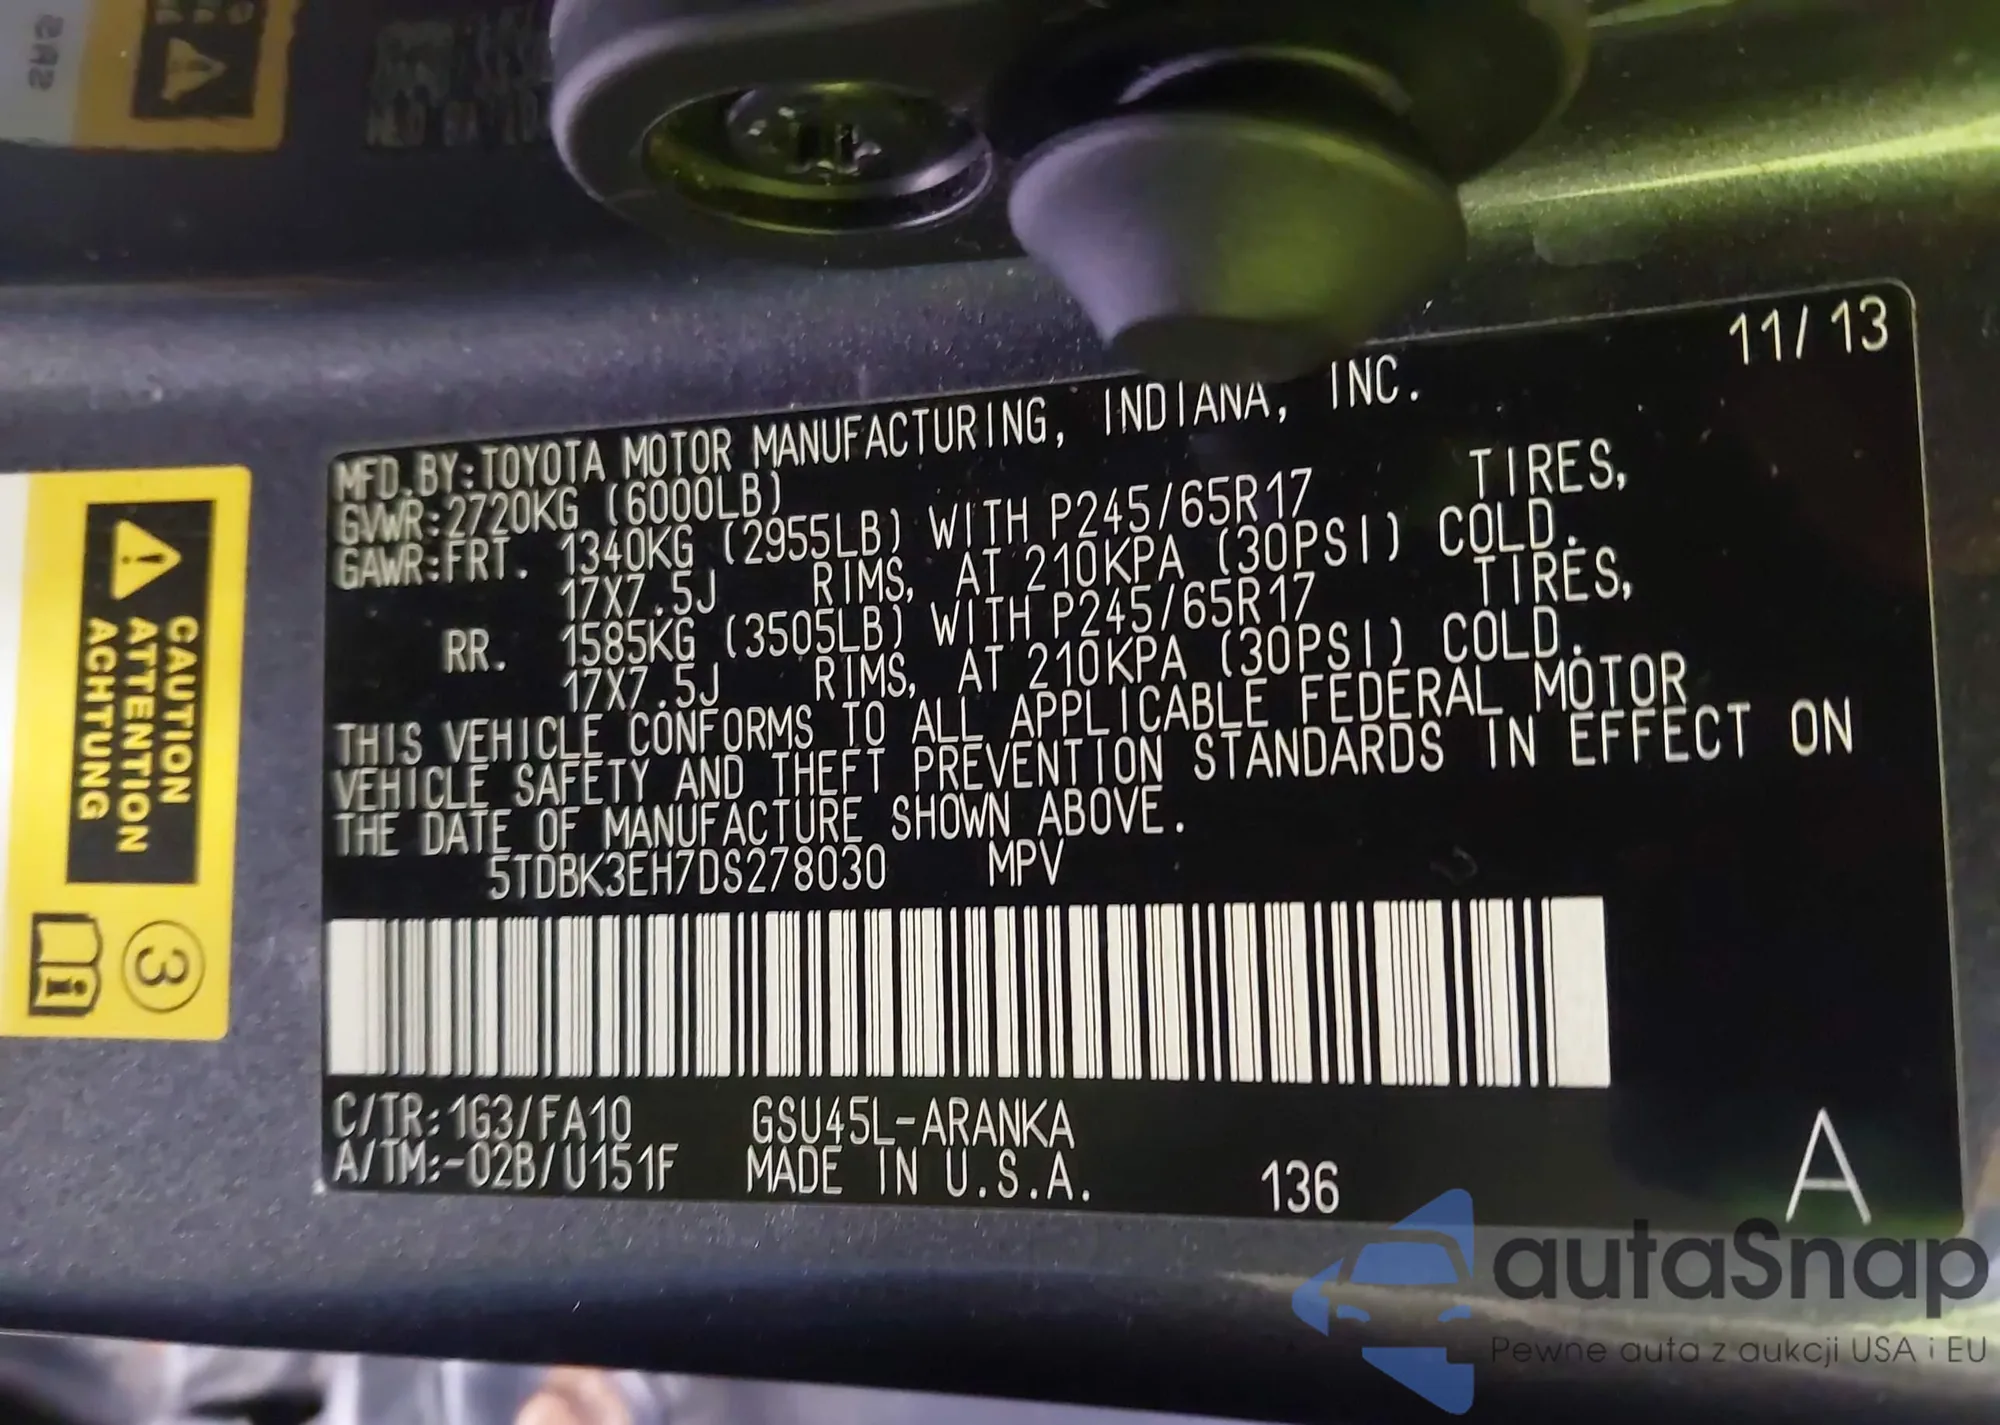 11/13
MFD.BY:TOYOTA MOTOR MANUFACTURING, INDIANA, INC.
GVWR:2720KG (6000LB)
GAWR:FRT. 1340KG (2955LB) WITH P245/65R17 TIRES,
17X7.5J RIMS, AT 210KPA (30PSI) COLD.
RR. 1585KG (3505LB) WITH P245/65R17 TIRES,
17X7.5J RIMS, AT 210KPA (30PSI) COLD.
THIS VEHICLE CONFORMS TO ALL APPLICABLE FEDERAL MOTOR
VEHICLE SAFETY AND THEFT PREVENTION STANDARDS IN EFFECT ON
THE DATE OF MANUFACTURE SHOWN ABOVE.
5TDBK3EH7DS278030 MPV
C/TR:1G3/FA10 GSU45L-ARANKA
A/TM:-02B/U151F MADE IN U.S.A. 136 A
CAUTION
ATTENTION
ACHTUNG
3
autaSnap
Pewne auta z aukcji USA i EU